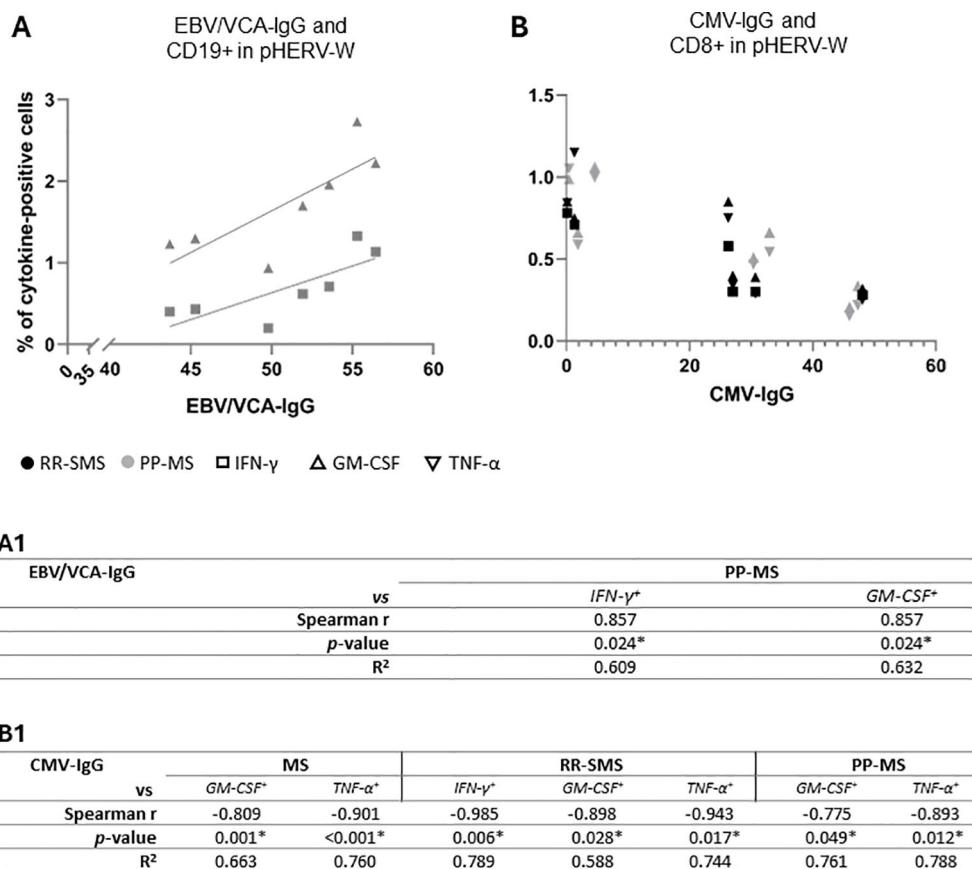 A
EBV/VCA-IgG and
CD19+ in pHERV-W
% of cytokine-positive cells
3
2
1
0
0 35 40 45 50 55 60
EBV/VCA-IgG
B
CMV-IgG and
CD8+ in pHERV-W
1.5
1.0
0.5
0.0
0 20 40 60
CMV-IgG
RR-SMS PP-MS IFN-γ GM-CSF TNF-α
A1
EBV/VCA-IgG PP-MS
vs IFN-γ⁺ GM-CSF⁺
Spearman r 0.857 0.857
p-value 0.024* 0.024*
R² 0.609 0.632
B1
CMV-IgG MS RR-SMS PP-MS
vs GM-CSF⁺ TNF-α⁺ IFN-γ⁺ GM-CSF⁺ TNF-α⁺ GM-CSF⁺ TNF-α⁺
Spearman r -0.809 -0.901 -0.985 -0.898 -0.943 -0.775 -0.893
p-value 0.001* <0.001* 0.006* 0.028* 0.017* 0.049* 0.012*
R² 0.663 0.760 0.789 0.588 0.744 0.761 0.788